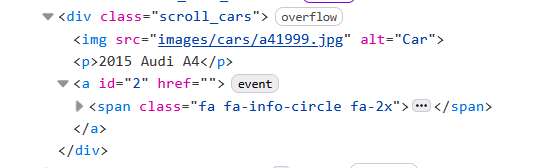 <div class="scroll_cars"> overflow
<img src="images/cars/a41999.jpg" alt="Car">
<p>2015 Audi A4</p>
<a id="2" href=""> event
<span class="fa fa-info-circle fa-2x"> ··· </span>
</a>
</div>